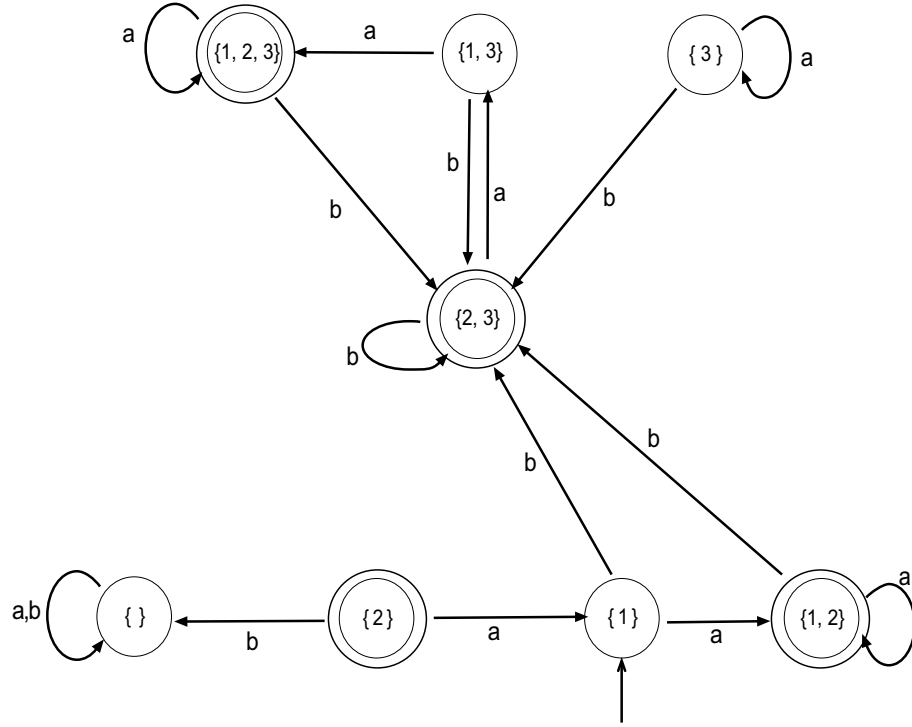 a
{1, 2, 3}
a
{1, 3}
{ 3 }
a
b
a
b
b
{2, 3}
b
b
b
a,b
{ }
b
{ 2 }
a
{ 1 }
a
{1, 2}
a